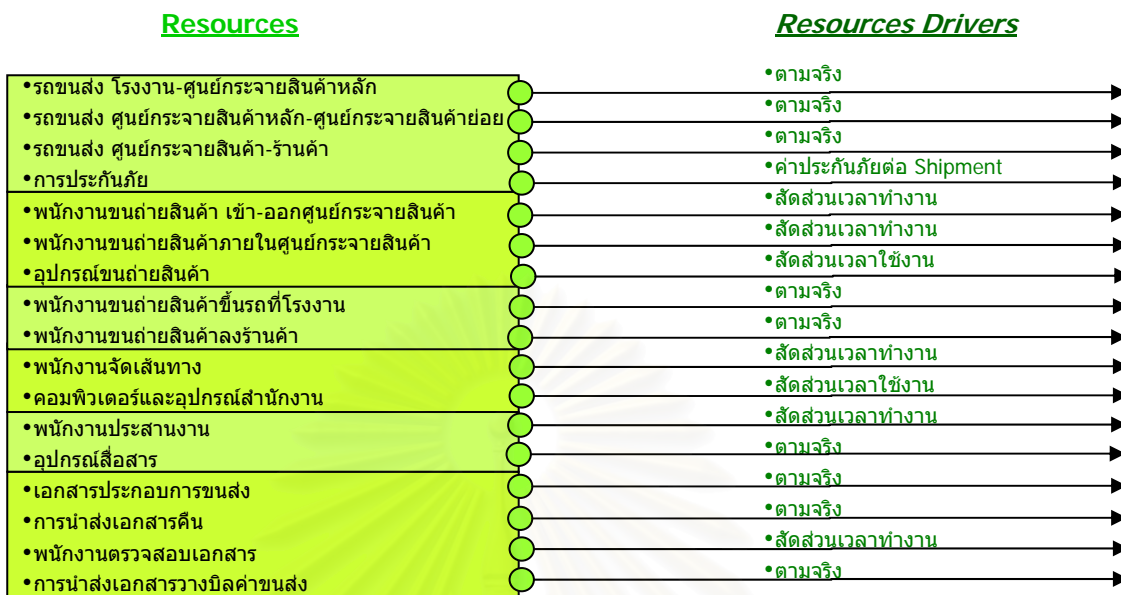 Resources
Resources Drivers
•รถขนส่ง โรงงาน-ศูนย์กระจายสินค้าหลัก
•ตามจริง
•รถขนส่ง ศูนย์กระจายสินค้าหลัก-ศูนย์กระจายสินค้าย่อย
•ตามจริง
•รถขนส่ง ศูนย์กระจายสินค้า-ร้านค้า
•ตามจริง
•การประกันภัย
•ค่าประกันภัยต่อ Shipment
•พนักงานขนถ่ายสินค้า เข้า-ออกศูนย์กระจายสินค้า
•สัดส่วนเวลาทำงาน
•พนักงานขนถ่ายสินค้าภายในศูนย์กระจายสินค้า
•สัดส่วนเวลาทำงาน
•อุปกรณ์ขนถ่ายสินค้า
•สัดส่วนเวลาใช้งาน
•พนักงานขนถ่ายสินค้าขึ้นรถที่โรงงาน
•ตามจริง
•พนักงานขนถ่ายสินค้าลงร้านค้า
•ตามจริง
•พนักงานจัดเส้นทาง
•สัดส่วนเวลาทำงาน
•คอมพิวเตอร์และอุปกรณ์สำนักงาน
•สัดส่วนเวลาใช้งาน
•พนักงานประสานงาน
•สัดส่วนเวลาทำงาน
•อุปกรณ์สื่อสาร
•ตามจริง
•เอกสารประกอบการขนส่ง
•ตามจริง
•การนำส่งเอกสารคืน
•ตามจริง
•พนักงานตรวจสอบเอกสาร
•สัดส่วนเวลาทำงาน
•การนำส่งเอกสารวางบิลค่าขนส่ง
•ตามจริง